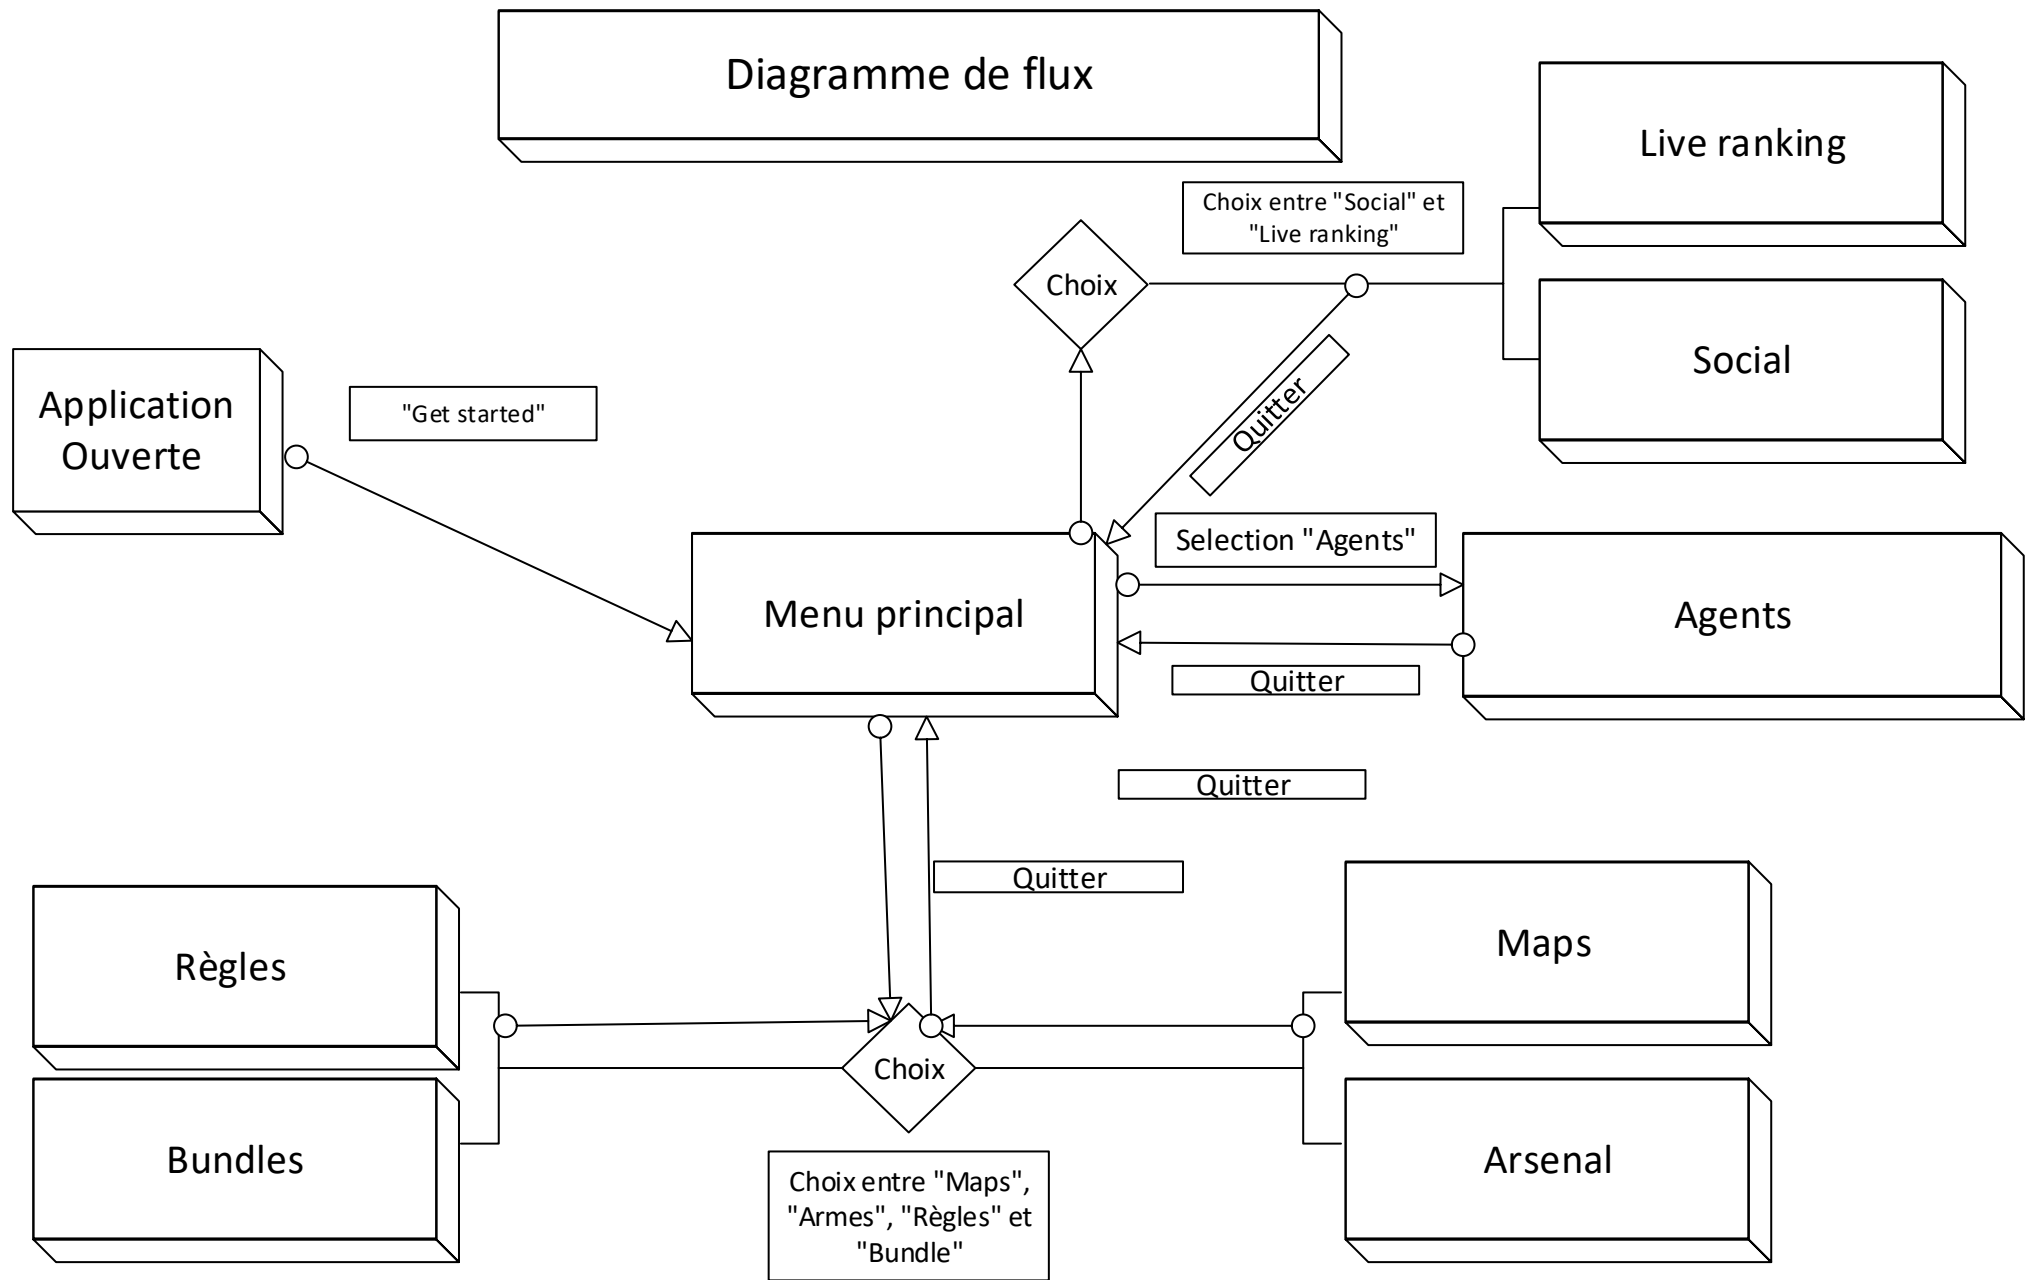 Diagramme de flux
Live ranking
Choix entre "Social" et
"Live ranking"
Choix
Social
Application
Ouverte
"Get started"
Quitter
Selection "Agents"
Menu principal
Agents
Quitter
Quitter
Quitter
Règles
Maps
Choix
Bundles
Arsenal
Choix entre "Maps",
"Armes", "Règles" et
"Bundle"